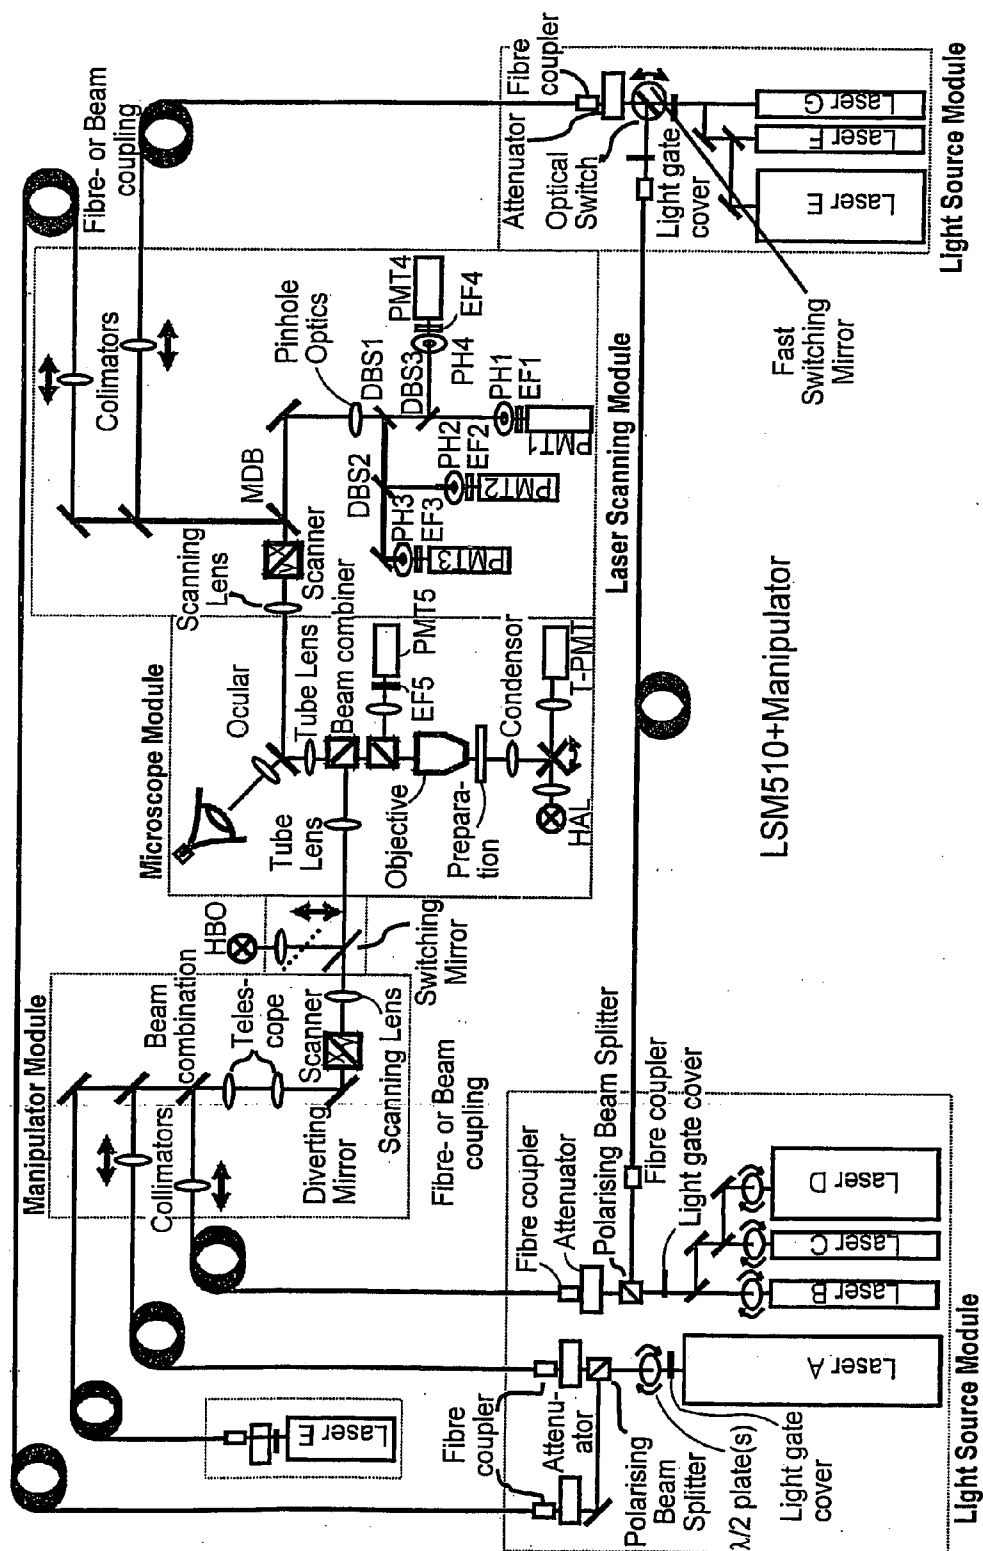 Manipulator Module
Collimators
Beam
combination
Teles-
cope
Diverting
Mirror
Scanner
Scanning Lens
Fibre- or Beam
coupling
HBO
Switching
Mirror
Microscope Module
Ocular
Tube Lens
Beam combiner
Tube
Lens
PMT5
EF5
Objective
Prepara-
tion
Condensor
T-PMT
HAL
Fibre- or Beam
coupling
Colimators
Scanning
Lens
Scanner
MDB
Pinhole
Optics
DBS1
DBS2
DBS3
PMT4
EF4
PH4
PH1
EF1
PMT1
PH2
EF2
PMT2
PH3
EF3
PMT3
Laser Scanning Module
Fibre
coupler
Attenuator
Optical
Switch
Light gate
cover
Laser G
Laser F
Laser E
Light Source Module
Fast
Switching
Mirror
LSM510+Manipulator
Laser E
Fibre
coupler
Attenu-
ator
Polarising
Beam
Splitter
λ/2 plate(s)
Light gate
cover
Laser A
Fibre coupler
Attenuator
Polarising Beam Splitter
Fibre coupler
Light gate cover
Laser B
Laser C
Laser D
Light Source Module